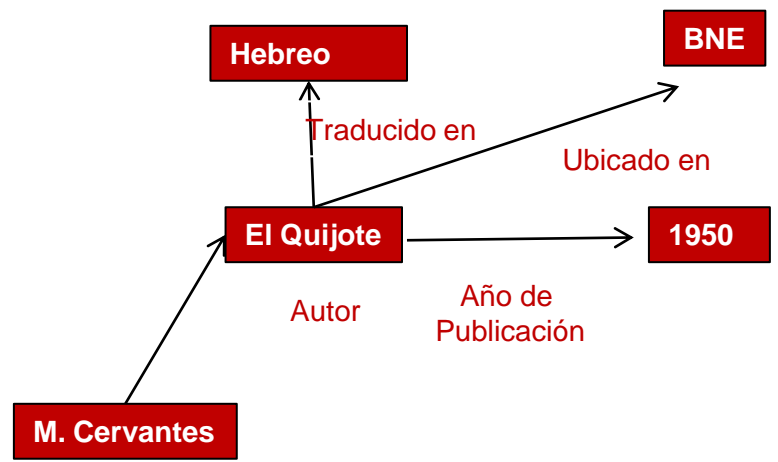 BNE
Hebreo
Traducido en
Ubicado en
El Quijote
1950
Autor
Año de
Publicación
M. Cervantes